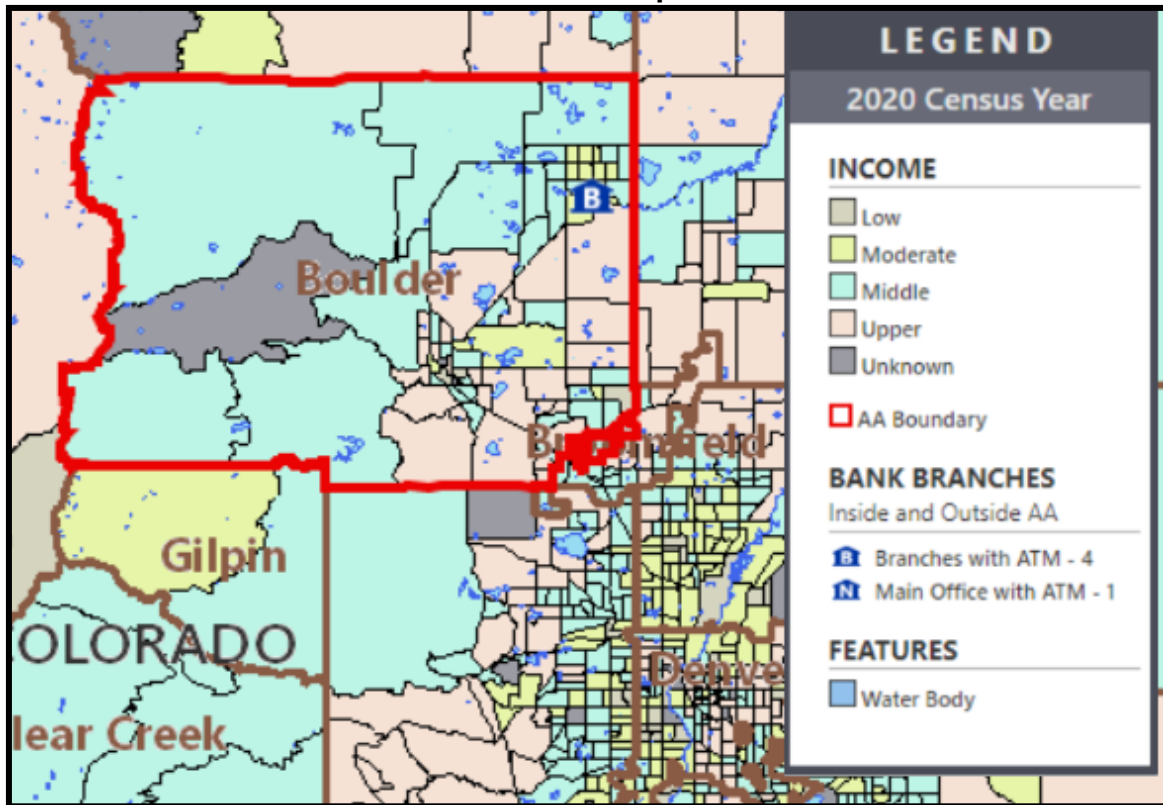 LEGEND
2020 Census Year
INCOME
Low
Moderate
Middle
Upper
Unknown
AA Boundary
BANK BRANCHES
Inside and Outside AA
B Branches with ATM - 4
N Main Office with ATM - 1
FEATURES
Water Body
B
Boulder
Gilpin
OLORADO
lear Creek
Denve